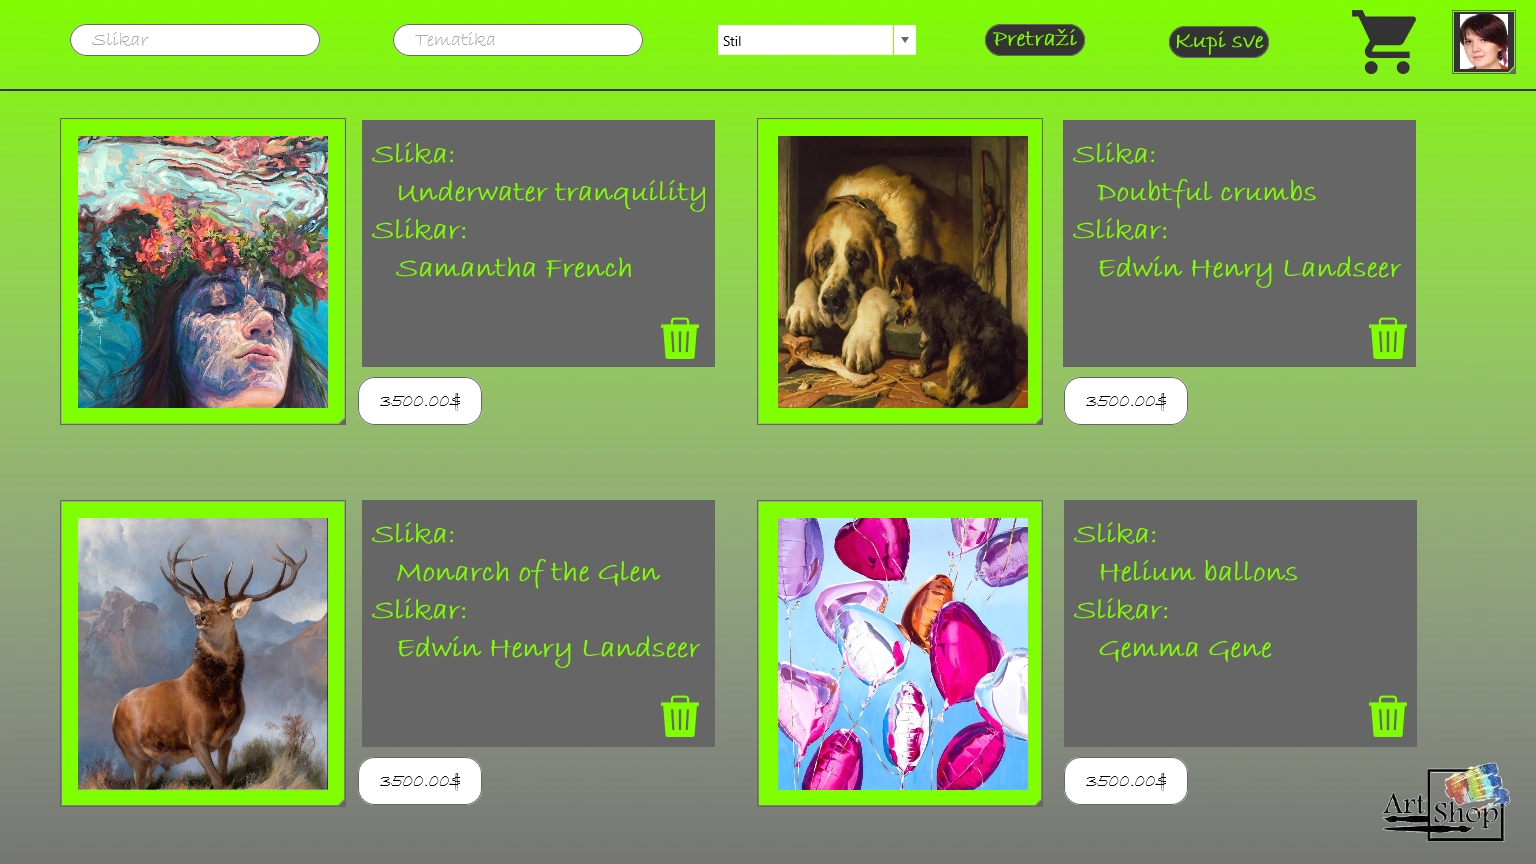 Slikar
Tematika
Stil
Pretraži
Kupi sve
Slika:
Underwater tranquility
Slikar:
Samantha French
3500.00$
Slika:
Doubtful crumbs
Slikar:
Edwin Henry Landseer
3500.00$
Slika:
Monarch of the Glen
Slikar:
Edwin Henry Landseer
3500.00$
Slika:
Helium ballons
Slikar:
Gemma Gene
3500.00$
Art Shop